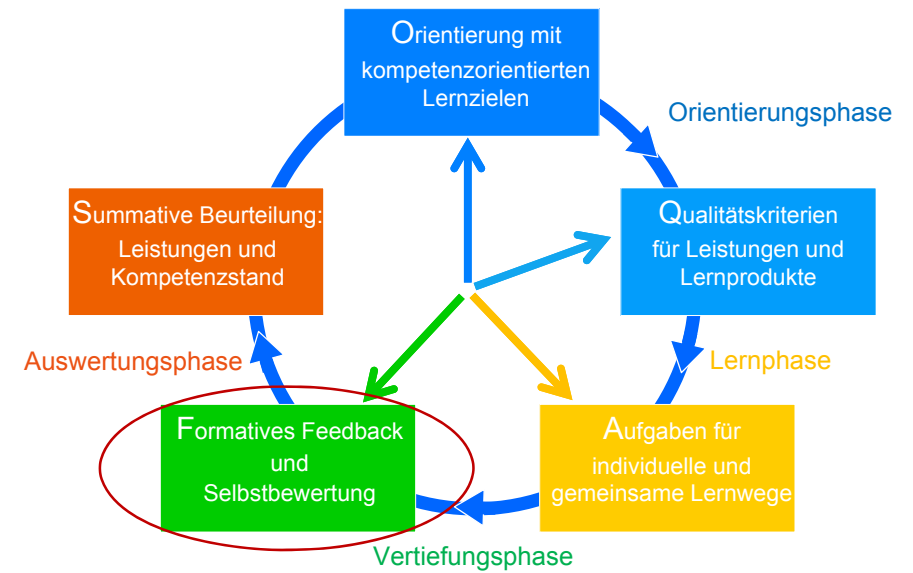 Orientierung mit
kompetenzorientierten
Lernzielen
Orientierungsphase
Qualitätskriterien
für Leistungen und
Lernprodukte
Lernphase
Aufgaben für
individuelle und
gemeinsame Lernwege
Vertiefungsphase
Formatives Feedback
und
Selbstbewertung
Auswertungsphase
Summative Beurteilung:
Leistungen und
Kompetenzstand